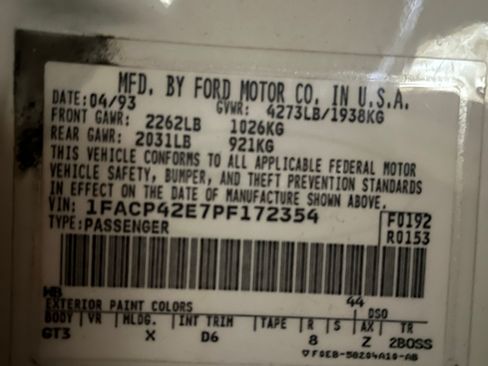 MFD. BY FORD MOTOR CO. IN U.S.A.
DATE: 04/93 GVWR: 4273LB/1938KG
FRONT GAWR: 2262LB 1026KG
REAR GAWR: 2031LB 921KG
THIS VEHICLE CONFORMS TO ALL APPLICABLE FEDERAL MOTOR
VEHICLE SAFETY, BUMPER, AND THEFT PREVENTION STANDARDS
IN EFFECT ON THE DATE OF MANUFACTURE SHOWN ABOVE.
VIN: 1FACP42E7PF172354 F0192
TYPE: PASSENGER R0153
WB 44
EXTERIOR PAINT COLORS DSO
BODY VR MLDG. INT TRIM TAPE R S AX TR
GT3 X D6 8 Z 2BOSS